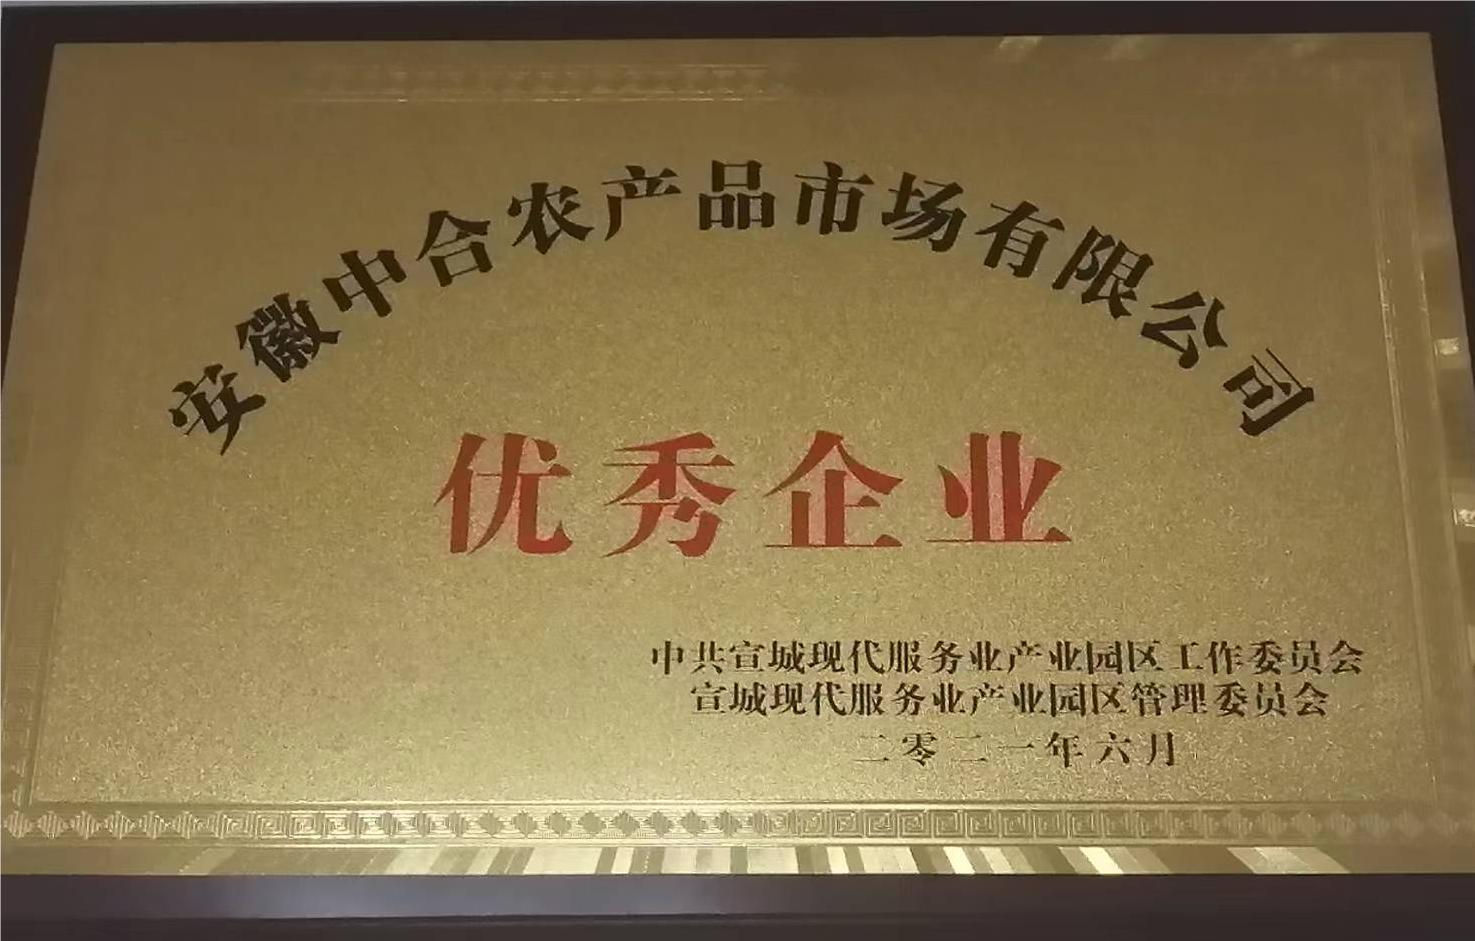 安徽中合农产品市场有限公司
优秀企业
中共宣城现代服务业产业园区工作委员会
宣城现代服务业产业园区管理委员会
二零二一年六月